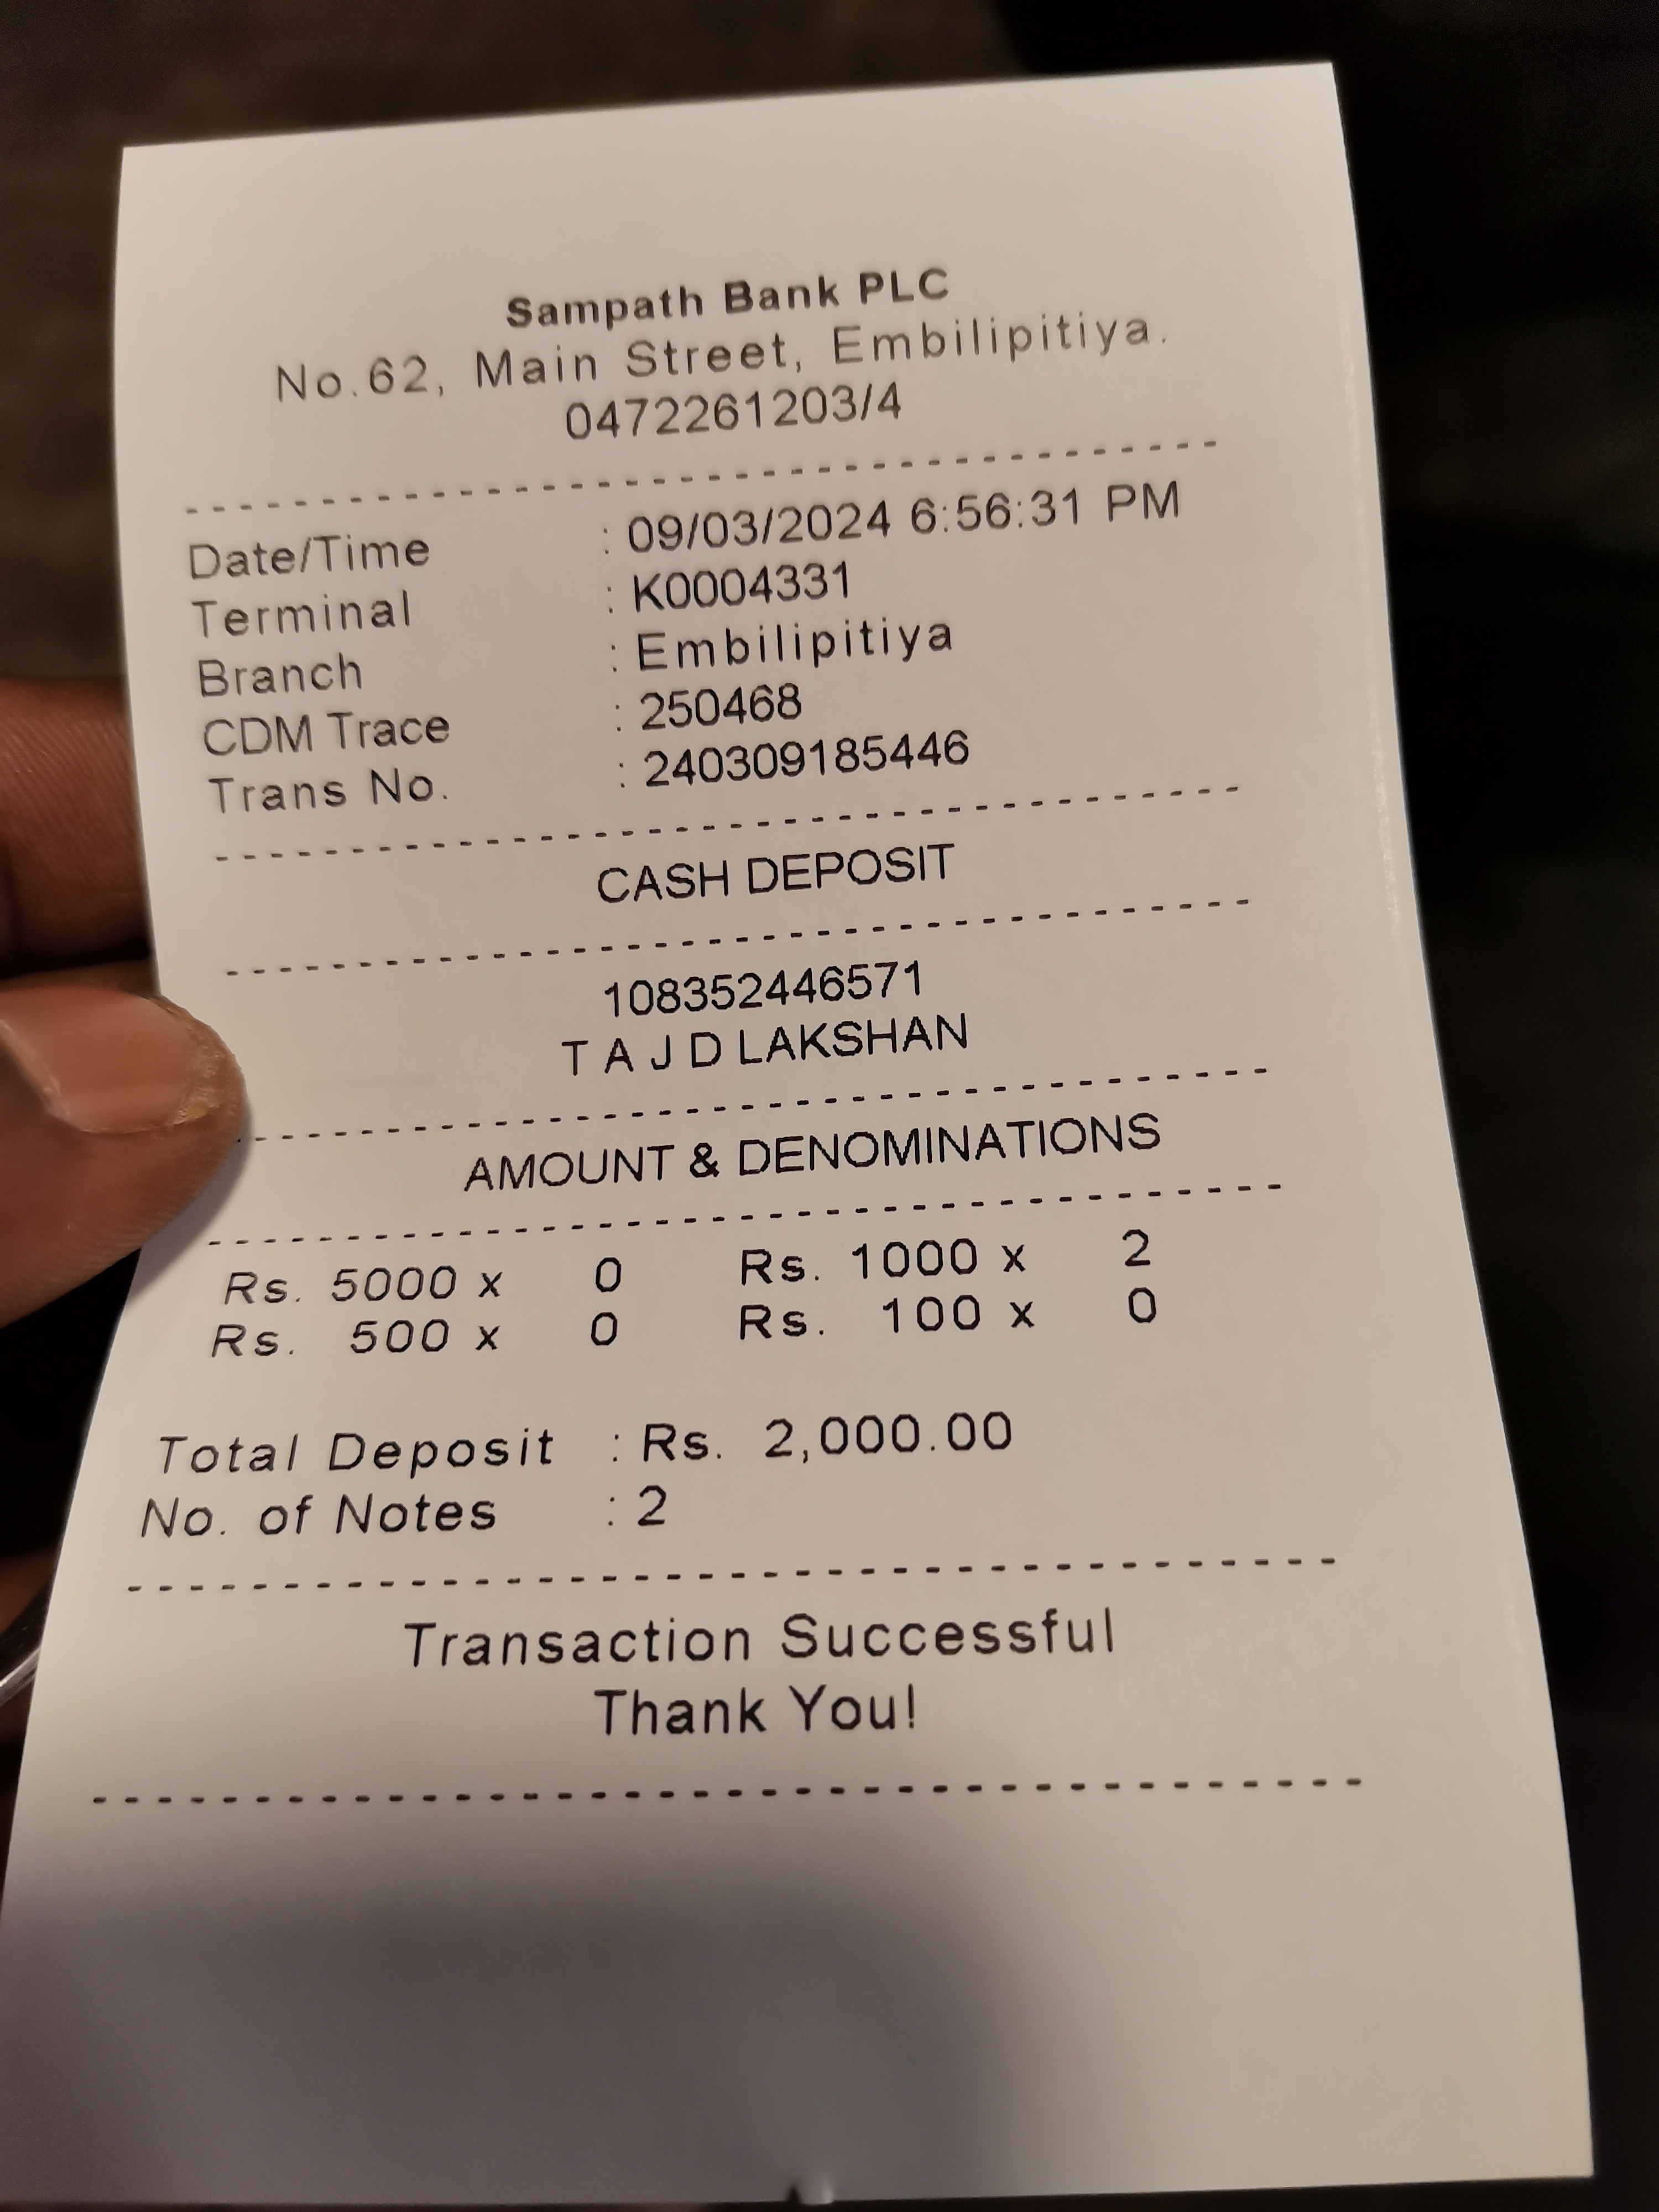 Sampath Bank PLC
No.62, Main Street, Embilipitiya.
0472261203/4
Date/Time : 09/03/2024 6:56:31 PM
Terminal : K0004331
Branch : Embilipitiya
CDM Trace : 250468
Trans No. : 240309185446
CASH DEPOSIT
108352446571
T A J D LAKSHAN
AMOUNT & DENOMINATIONS
Rs. 5000 x 0 Rs. 1000 x 2
Rs. 500 x 0 Rs. 100 x 0
Total Deposit : Rs. 2,000.00
No. of Notes : 2
Transaction Successful
Thank You!